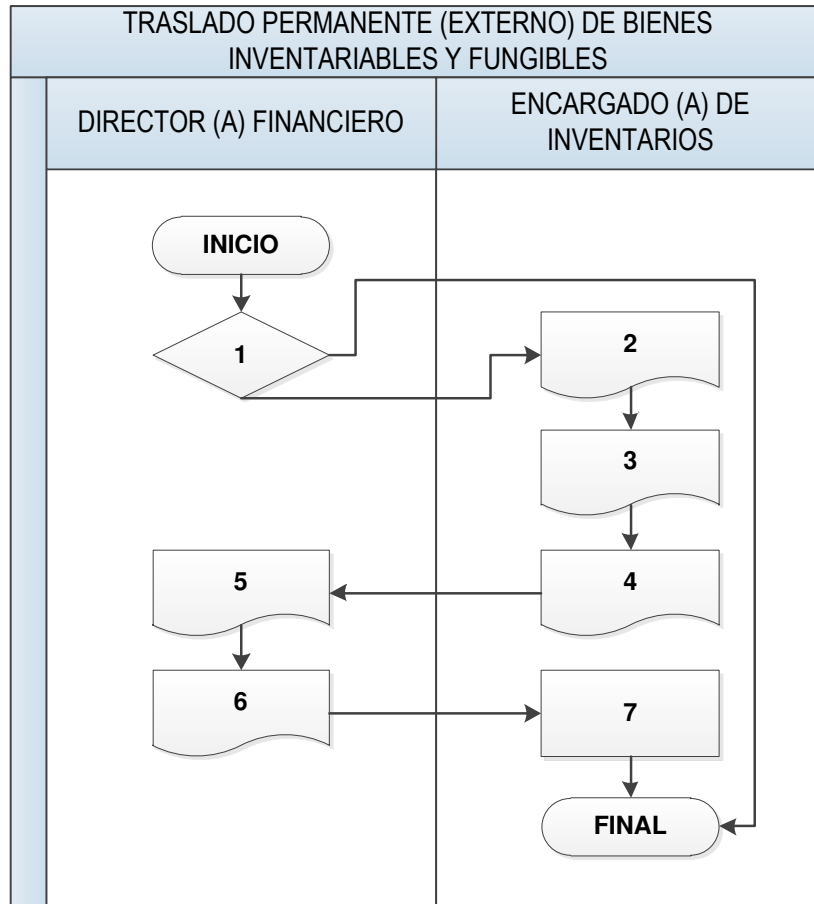 TRASLADO PERMANENTE (EXTERNO) DE BIENES
INVENTARIABLES Y FUNGIBLES
DIRECTOR (A) FINANCIERO
ENCARGADO (A) DE
INVENTARIOS
INICIO
1
2
3
4
5
6
7
FINAL